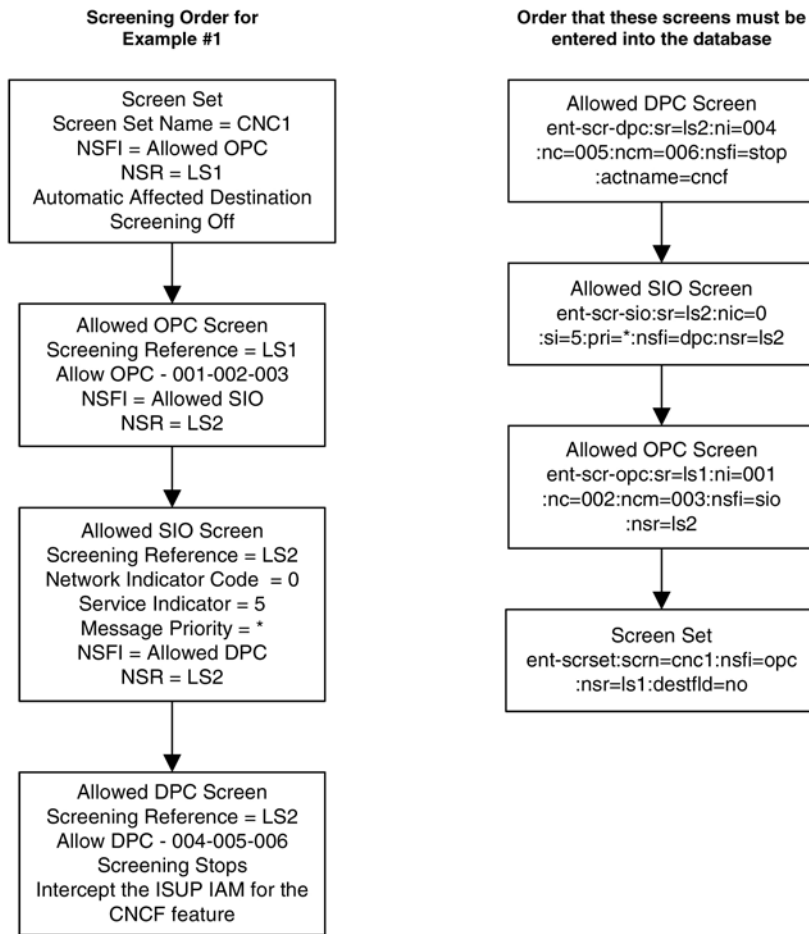 Screening Order for
Example #1
Screen Set
Screen Set Name = CNC1
NSFI = Allowed OPC
NSR = LS1
Automatic Affected Destination
Screening Off
Allowed OPC Screen
Screening Reference = LS1
Allow OPC - 001-002-003
NSFI = Allowed SIO
NSR = LS2
Allowed SIO Screen
Screening Reference = LS2
Network Indicator Code = 0
Service Indicator = 5
Message Priority = *
NSFI = Allowed DPC
NSR = LS2
Allowed DPC Screen
Screening Reference = LS2
Allow DPC - 004-005-006
Screening Stops
Intercept the ISUP IAM for the
CNCF feature
Order that these screens must be
entered into the database
Allowed DPC Screen
ent-scr-dpc:sr=ls2:ni=004
:nc=005:ncm=006:nsfi=stop
:actname=cncf
Allowed SIO Screen
ent-scr-sio:sr=ls2:nic=0
:si=5:pri=*:nsfi=dpc:nsr=ls2
Allowed OPC Screen
ent-scr-opc:sr=ls1:ni=001
:nc=002:ncm=003:nsfi=sio
:nsr=ls2
Screen Set
ent-scrset:scrn=cnc1:nsfi=opc
:nsr=ls1:destfld=no